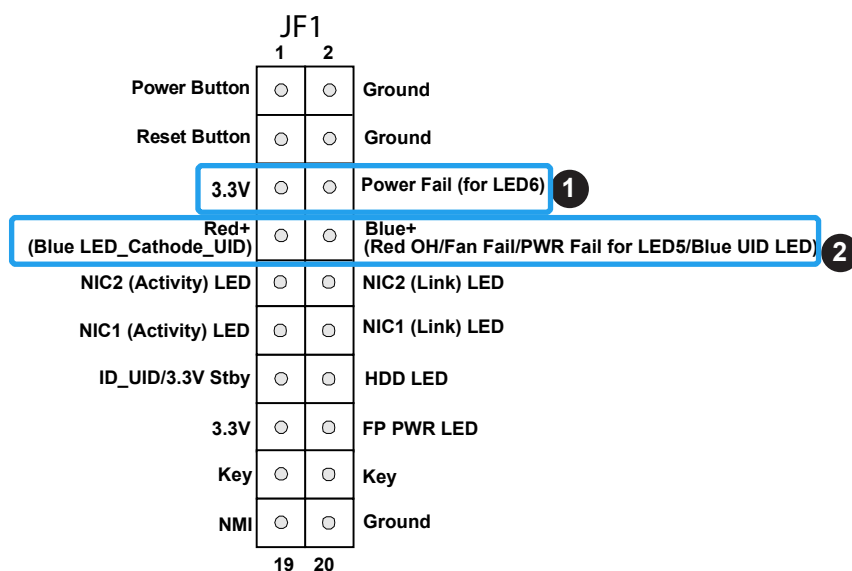 JF1
1 2
Power Button Ground
Reset Button Ground
3.3V Power Fail (for LED6) 1
Red+ Blue+
(Blue LED_Cathode_UID) (Red OH/Fan Fail/PWR Fail for LED5/Blue UID LED) 2
NIC2 (Activity) LED NIC2 (Link) LED
NIC1 (Activity) LED NIC1 (Link) LED
ID_UID/3.3V Stby HDD LED
3.3V FP PWR LED
Key Key
NMI Ground
19 20